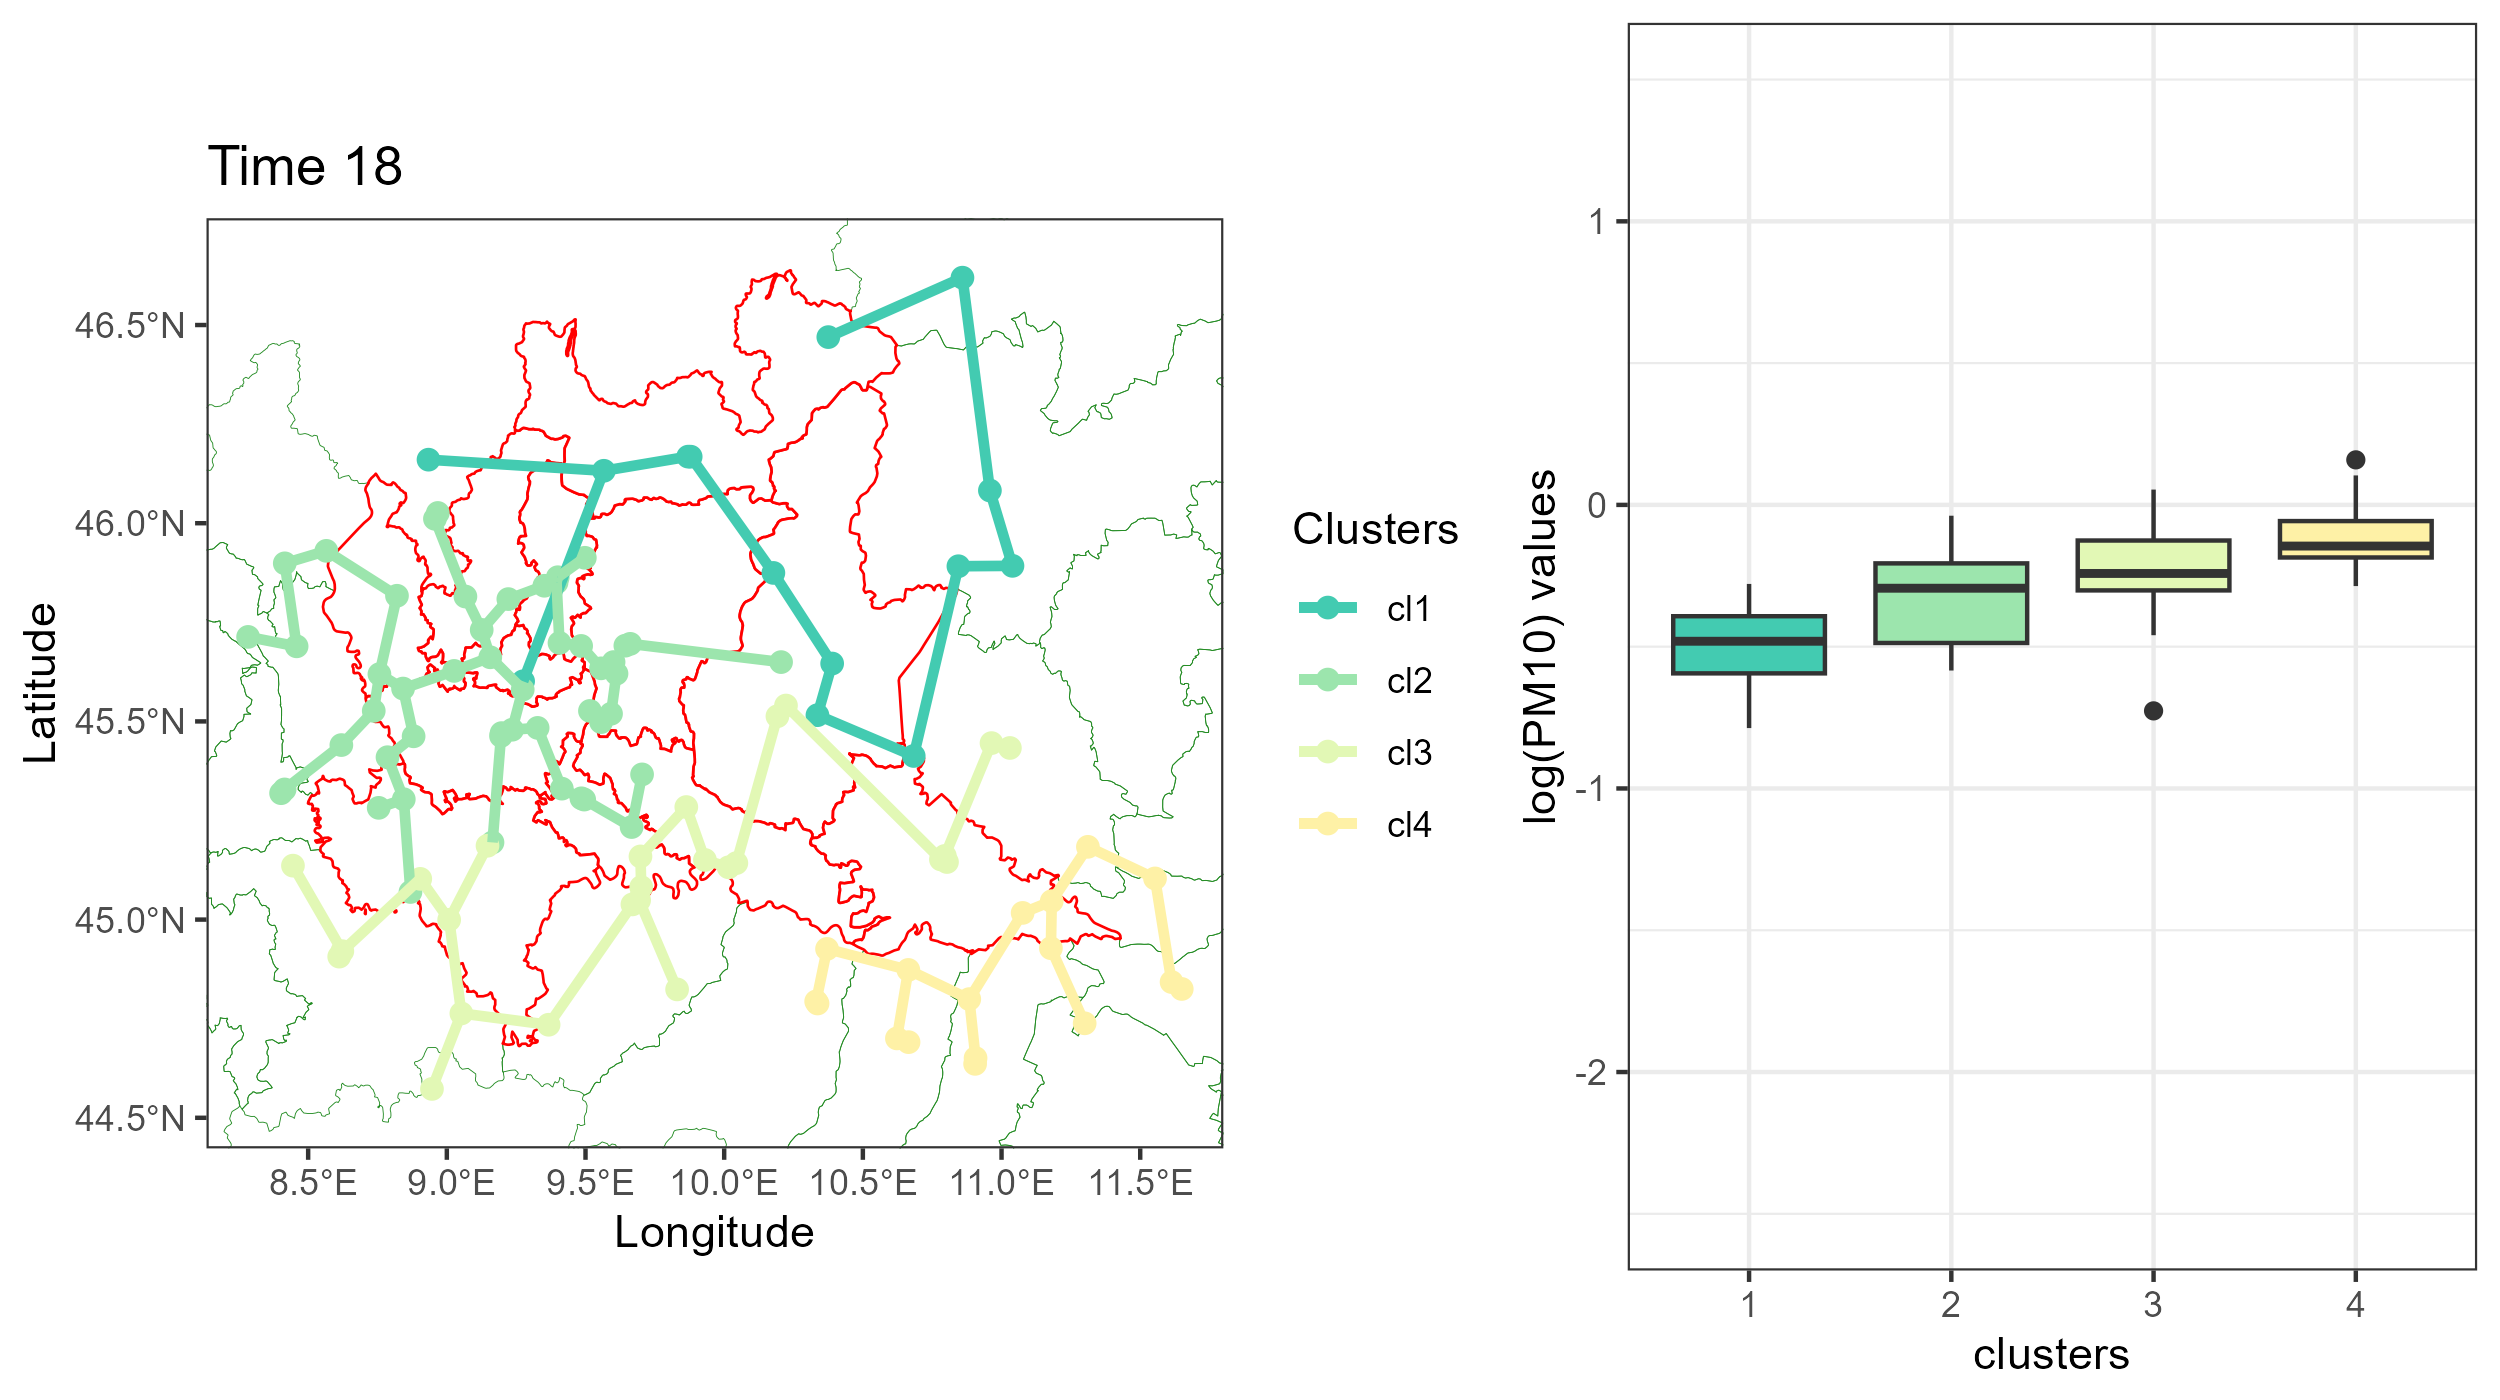 Time 18
Latitude
46.5°N
46.0°N
45.5°N
45.0°N
44.5°N
8.5°E 9.0°E 9.5°E 10.0°E 10.5°E 11.0°E 11.5°E
Longitude
Clusters
cl1
cl2
cl3
cl4
log(PM10) values
1
0
-1
-2
1 2 3 4
clusters